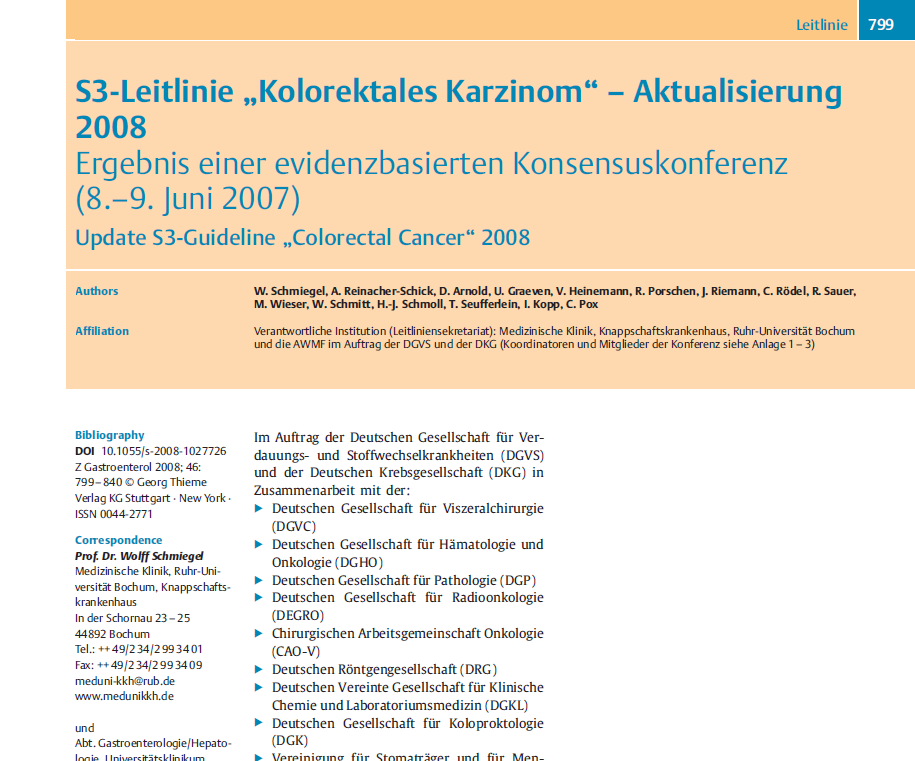 Leitlinie 799
S3-Leitlinie „Kolorektales Karzinom“ – Aktualisierung
2008
Ergebnis einer evidenzbasierten Konsensuskonferenz
(8.–9. Juni 2007)
Update S3-Guideline „Colorectal Cancer“ 2008
Authors
W. Schmiegel, A. Reinacher-Schick, D. Arnold, U. Graeven, V. Heinemann, R. Porschen, J. Riemann, C. Rödel, R. Sauer,
M. Wieser, W. Schmitt, H.-J. Schmoll, T. Seufferlein, I. Kopp, C. Pox
Affiliation
Verantwortliche Institution (Leitliniensekretariat): Medizinische Klinik, Knappschaftskrankenhaus, Ruhr-Universität Bochum
und die AWMF im Auftrag der DGVS und der DKG (Koordinatoren und Mitglieder der Konferenz siehe Anlage 1 – 3)
Bibliography
DOI 10.1055/s-2008-1027726
Z Gastroenterol 2008; 46:
799 – 840 © Georg Thieme
Verlag KG Stuttgart · New York ·
ISSN 0044-2771
Correspondence
Prof. Dr. Wolff Schmiegel
Medizinische Klinik, Ruhr-Uni-
versität Bochum, Knappschafts-
krankenhaus
In der Schornau 23 – 25
44892 Bochum
Tel.: ++ 49/2 34/2 99 34 01
Fax: ++ 49/2 34/2 99 34 09
meduni-kkh@rub.de
www.medunikkh.de
und
Abt. Gastroenterologie/Hepato-
logie, Universitätsklinikum
Im Auftrag der Deutschen Gesellschaft für Ver-
dauungs- und Stoffwechselkrankheiten (DGVS)
und der Deutschen Krebsgesellschaft (DKG) in
Zusammenarbeit mit der:
▶ Deutschen Gesellschaft für Viszeralchirurgie
(DGVC)
▶ Deutschen Gesellschaft für Hämatologie und
Onkologie (DGHO)
▶ Deutschen Gesellschaft für Pathologie (DGP)
▶ Deutschen Gesellschaft für Radioonkologie
(DEGRO)
▶ Chirurgischen Arbeitsgemeinschaft Onkologie
(CAO-V)
▶ Deutschen Röntgengesellschaft (DRG)
▶ Deutschen Vereinte Gesellschaft für Klinische
Chemie und Laboratoriumsmedizin (DGKL)
▶ Deutschen Gesellschaft für Koloproktologie
(DGK)
▶ Vereinigung für Stomaträger und für Men-